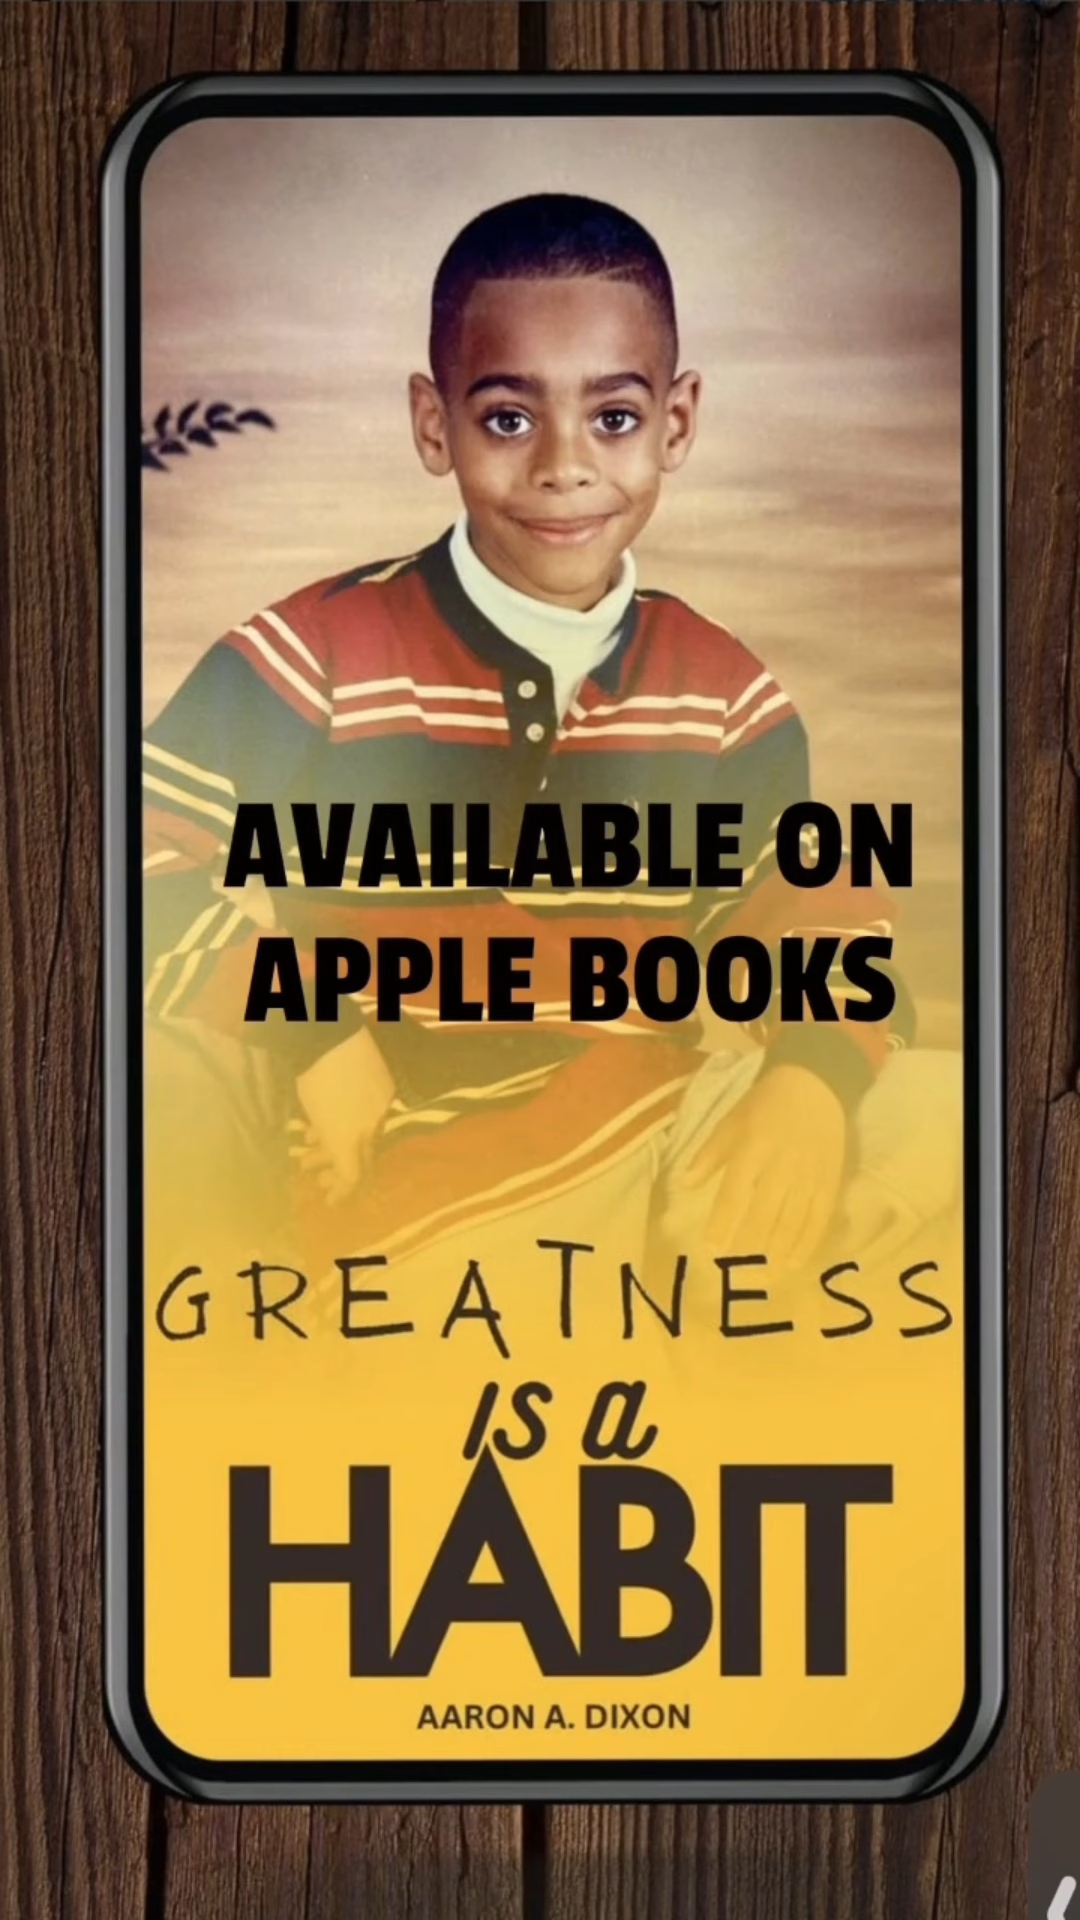 AVAILABLE ON
APPLE BOOKS
GREATNESS
is a
HABIT
AARON A. DIXON